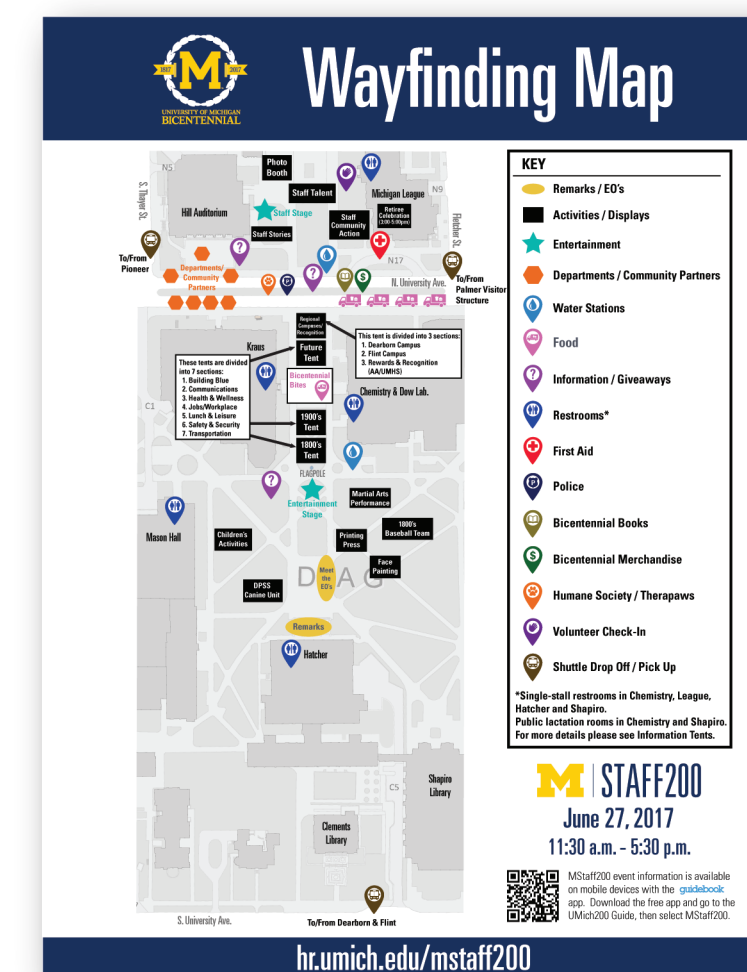 1817 M 2017
UNIVERSITY OF MICHIGAN
BICENTENNIAL
Wayfinding Map
N5
Photo
Booth
Staff Talent
Michigan League
N9
S. Thayer St.
Hill Auditorium
Staff Stage
Staff
Community
Action
Retiree
Celebration
(3:00-5:00pm)
Fletcher St.
Staff Stories
To/From
Pioneer
Departments/
Community
Partners
N17
N. University Ave.
To/From
Palmer Visitor
Structure
Regional
Campuses/
Recognition
Kraus
Future
Tent
This tent is divided into 3 sections:
1. Dearborn Campus
2. Flint Campus
3. Rewards & Recognition
(AA/UMHS)
These tents are divided
into 7 sections:
1. Building Blue
2. Communications
3. Health & Wellness
4. Jobs/Workplace
5. Lunch & Leisure
6. Safety & Security
7. Transportation
Bicentennial
Bites
Chemistry & Dow Lab.
C1
1900's
Tent
1800's
Tent
FLAGPOLE
Entertainment
Stage
Martial Arts
Performance
Mason Hall
Children's
Activities
Printing
Press
1800's
Baseball Team
Face
Painting
DIAG
Meet
the
EO's
DPSS
Canine Unit
Remarks
Hatcher
Shapiro
Library
C5
Clements
Library
S. University Ave.
To/From Dearborn & Flint
KEY
Remarks / EO's
Activities / Displays
Entertainment
Departments / Community Partners
Water Stations
Food
Information / Giveaways
Restrooms*
First Aid
Police
Bicentennial Books
Bicentennial Merchandise
Humane Society / Therapaws
Volunteer Check-In
Shuttle Drop Off / Pick Up
*Single-stall restrooms in Chemistry, League,
Hatcher and Shapiro.
Public lactation rooms in Chemistry and Shapiro.
For more details please see Information Tents.
M STAFF200
June 27, 2017
11:30 a.m. - 5:30 p.m.
MStaff200 event information is available
on mobile devices with the guidebook
app. Download the free app and go to the
UMich200 Guide, then select MStaff200.
hr.umich.edu/mstaff200